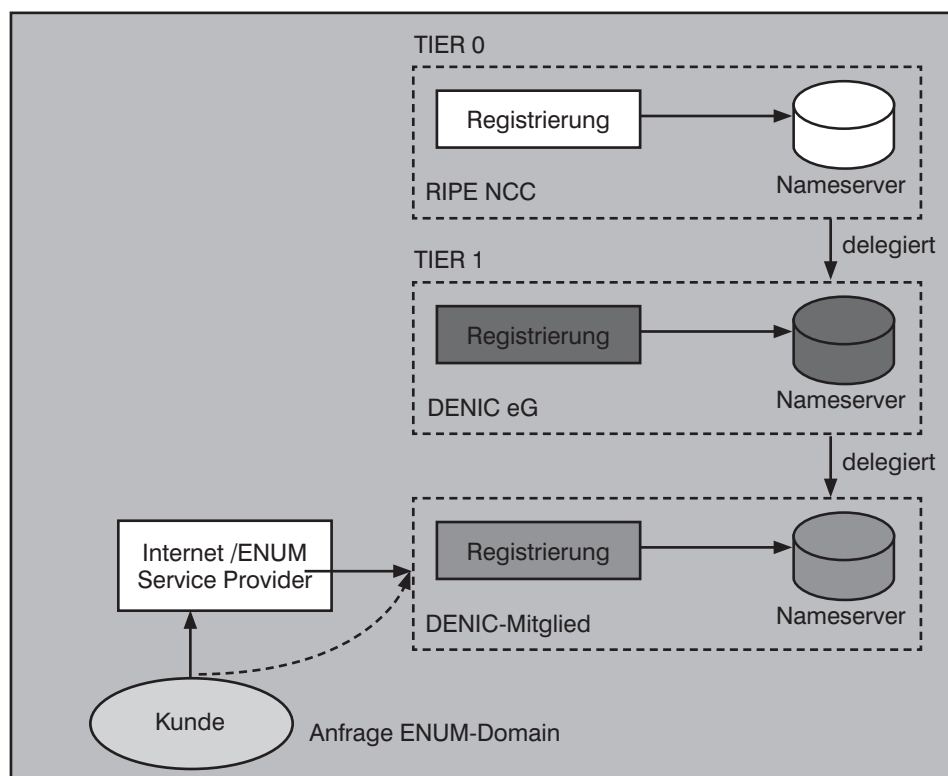 TIER 0
Registrierung
Nameserver
RIPE NCC
delegiert
TIER 1
Registrierung
Nameserver
DENIC eG
delegiert
Internet /ENUM
Service Provider
Registrierung
Nameserver
DENIC-Mitglied
Kunde
Anfrage ENUM-Domain